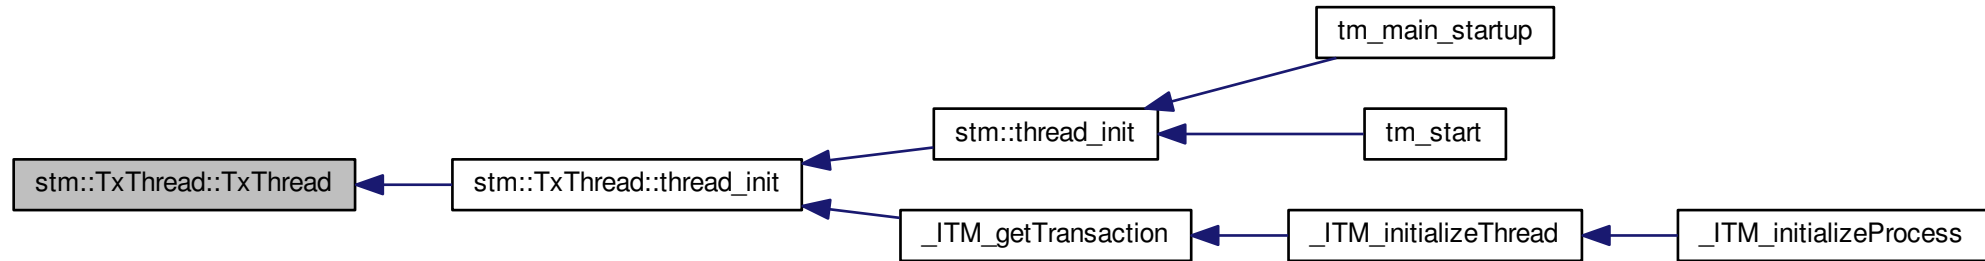 tm_main_startup
stm::thread_init
tm_start
stm::TxThread::TxThread
stm::TxThread::thread_init
_ITM_getTransaction
_ITM_initializeThread
_ITM_initializeProcess